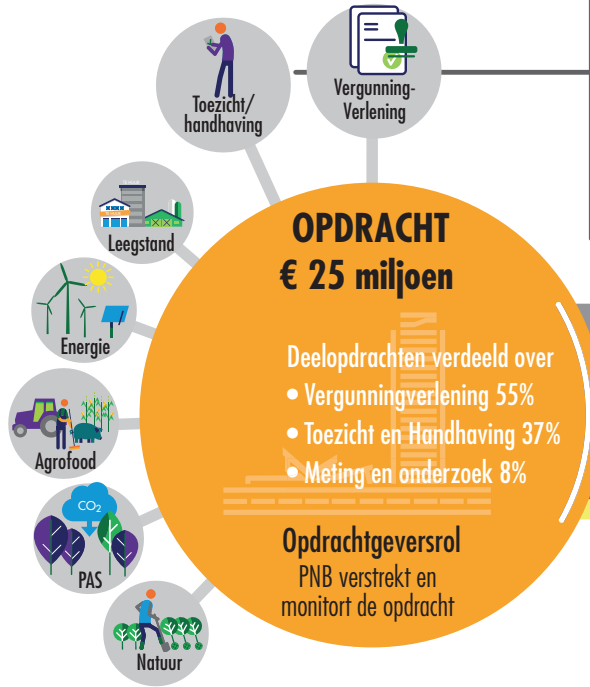 Toezicht/
handhaving
Vergunning-
Verlening
Leegstand
Energie
Agrofood
CO₂
PAS
Natuur
OPDRACHT
€ 25 miljoen
Deelopdrachten verdeeld over
• Vergunningverlening 55%
• Toezicht en Handhaving 37%
• Meting en onderzoek 8%
Opdrachtgeversrol
PNB verstrekt en
monitort de opdracht